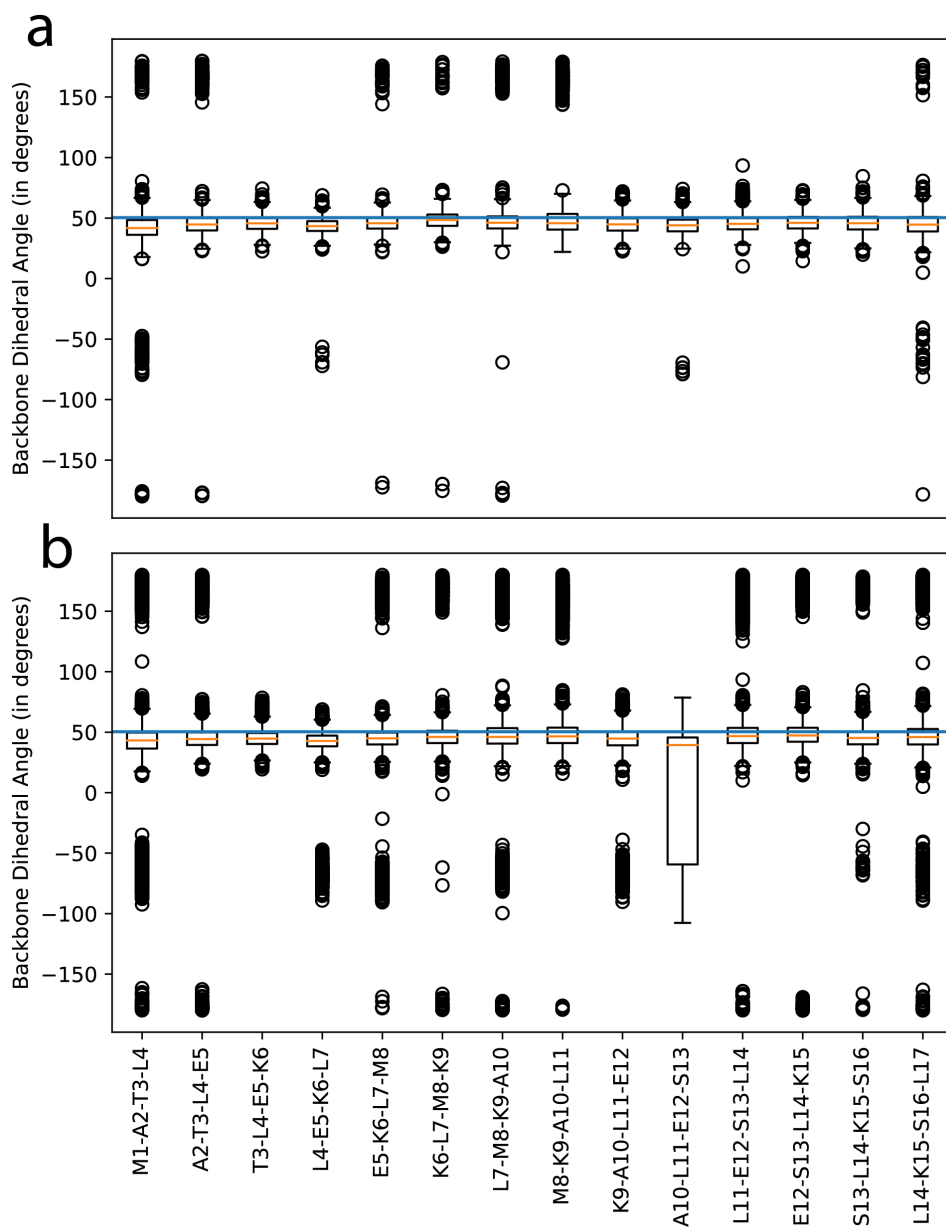 a
Backbone Dihedral Angle (in degrees)
150
100
50
0
−50
−100
−150
b
Backbone Dihedral Angle (in degrees)
150
100
50
0
−50
−100
−150
M1-A2-T3-L4
A2-T3-L4-E5
T3-L4-E5-K6
L4-E5-K6-L7
E5-K6-L7-M8
K6-L7-M8-K9
L7-M8-K9-A10
M8-K9-A10-L11
K9-A10-L11-E12
A10-L11-E12-S13
L11-E12-S13-L14
E12-S13-L14-K15
S13-L14-K15-S16
L14-K15-S16-L17